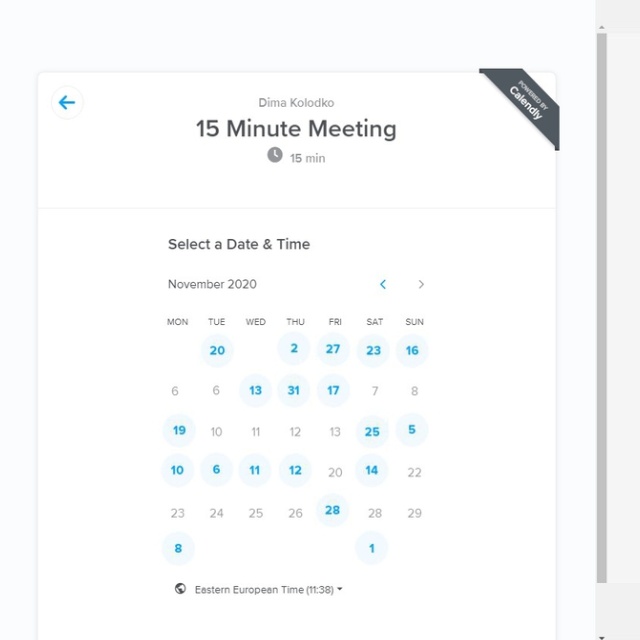 POWERED BY
Calendly
Dima Kolodko
15 Minute Meeting
15 min
Select a Date & Time
November 2020
MON TUE WED THU FRI SAT SUN
20 2 27 23 16
6 6 13 31 17 7 8
19 10 11 12 13 25 5
10 6 11 12 20 14 22
23 24 25 26 28 28 29
8 1
Eastern European Time (11:38)